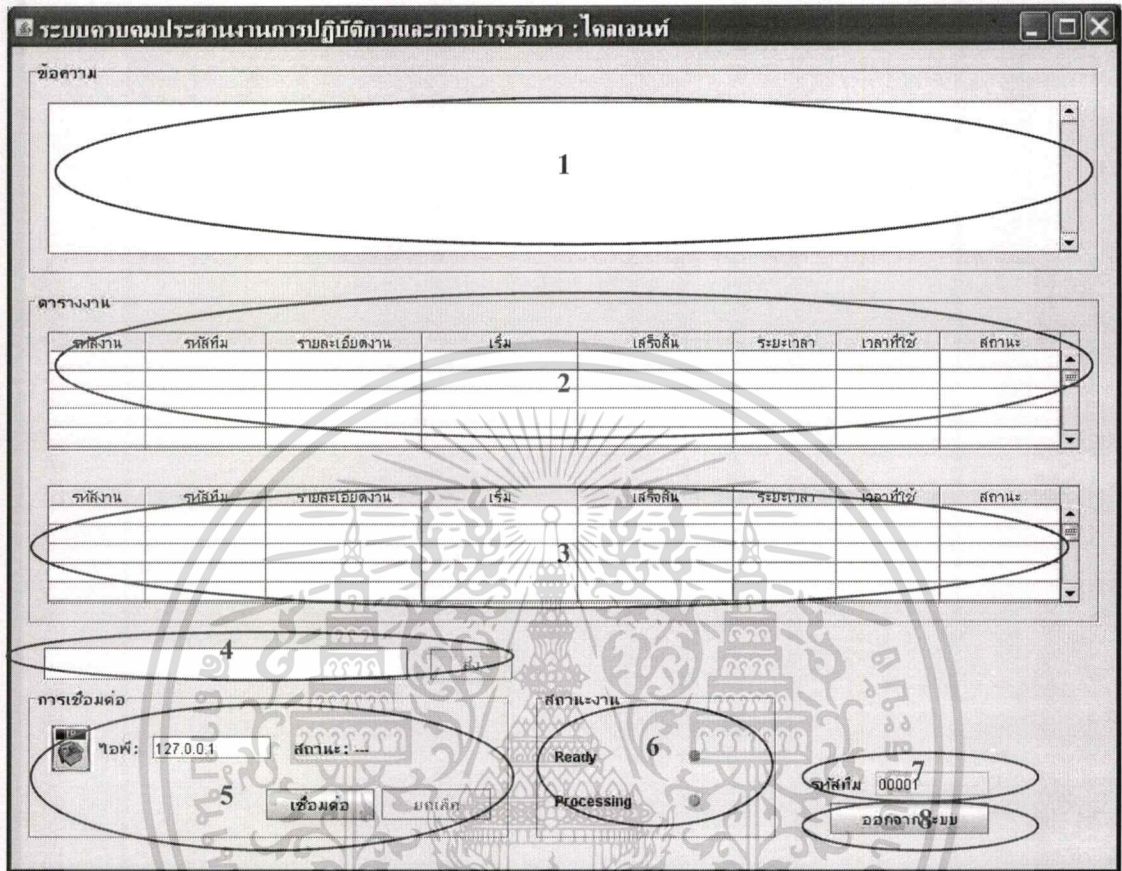 ระบบควบคุมประสานงานการปฏิบัติการและการบำรุงรักษา : ไคลเอนท์
ข้อความ
1
ตารางงาน
รหัสงาน รหัสทีม รายละเอียดงาน เริ่ม เสร็จสิ้น ระยะเวลา เวลาที่ใช้ สถานะ
2
รหัสงาน รหัสทีม รายละเอียดงาน เริ่ม เสร็จสิ้น ระยะเวลา เวลาที่ใช้ สถานะ
3
4 ส่ง
การเชื่อมต่อ
IP
ไอพี : 127.0.0.1 สถานะ : ---
5 เชื่อมต่อ ยกเลิก
สถานะงาน
Ready 6
Processing
7
รหัสทีม 00001
ออกจากระบบ 8